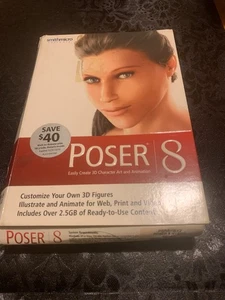 smithmicro
SAVE
$40
POSER 8
Easily Create 3D Character Art and Animation
Customize Your Own 3D Figures
Illustrate and Animate for Web, Print and Video
Includes Over 2.5GB of Ready-to-Use Content
POSER 8